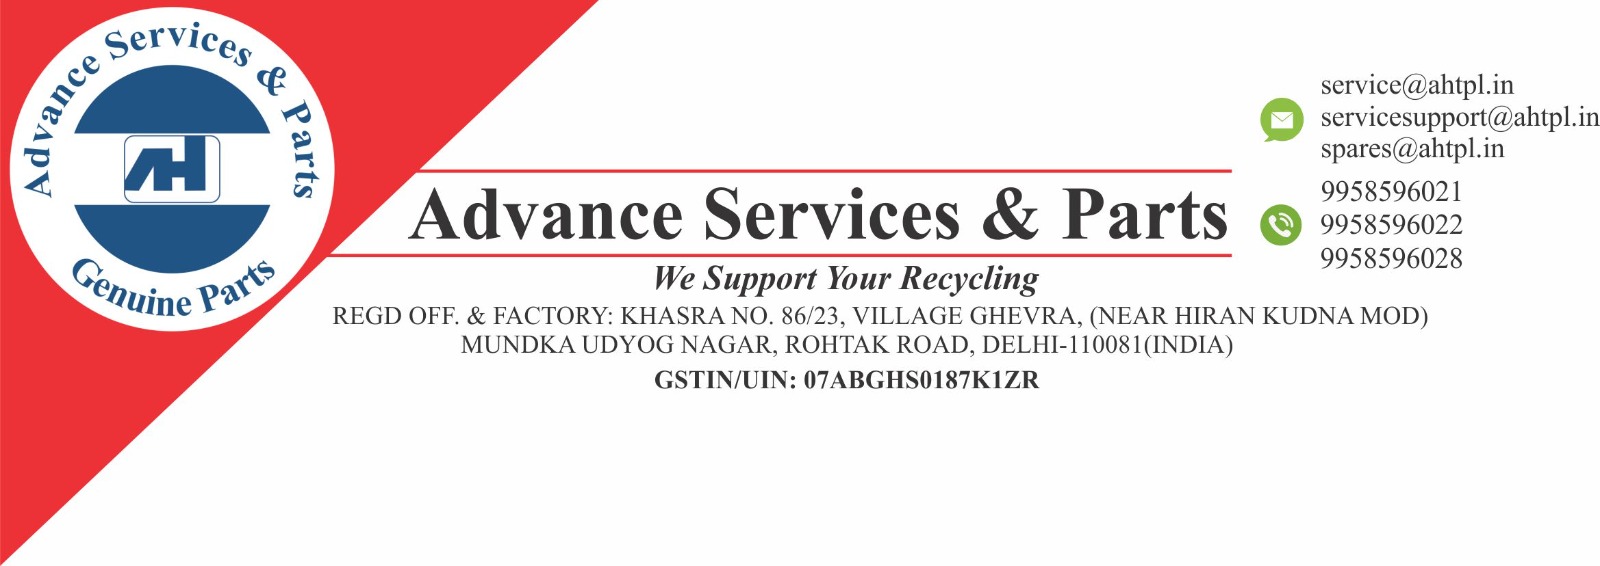 Advance Services & Parts
AH
Genuine Parts
Advance Services & Parts
We Support Your Recycling
REGD OFF. & FACTORY: KHASRA NO. 86/23, VILLAGE GHEVRA, (NEAR HIRAN KUDNA MOD)
MUNDKA UDYOG NAGAR, ROHTAK ROAD, DELHI-110081(INDIA)
GSTIN/UIN: 07ABGHS0187K1ZR
service@ahtpl.in
servicesupport@ahtpl.in
spares@ahtpl.in
9958596021
9958596022
9958596028